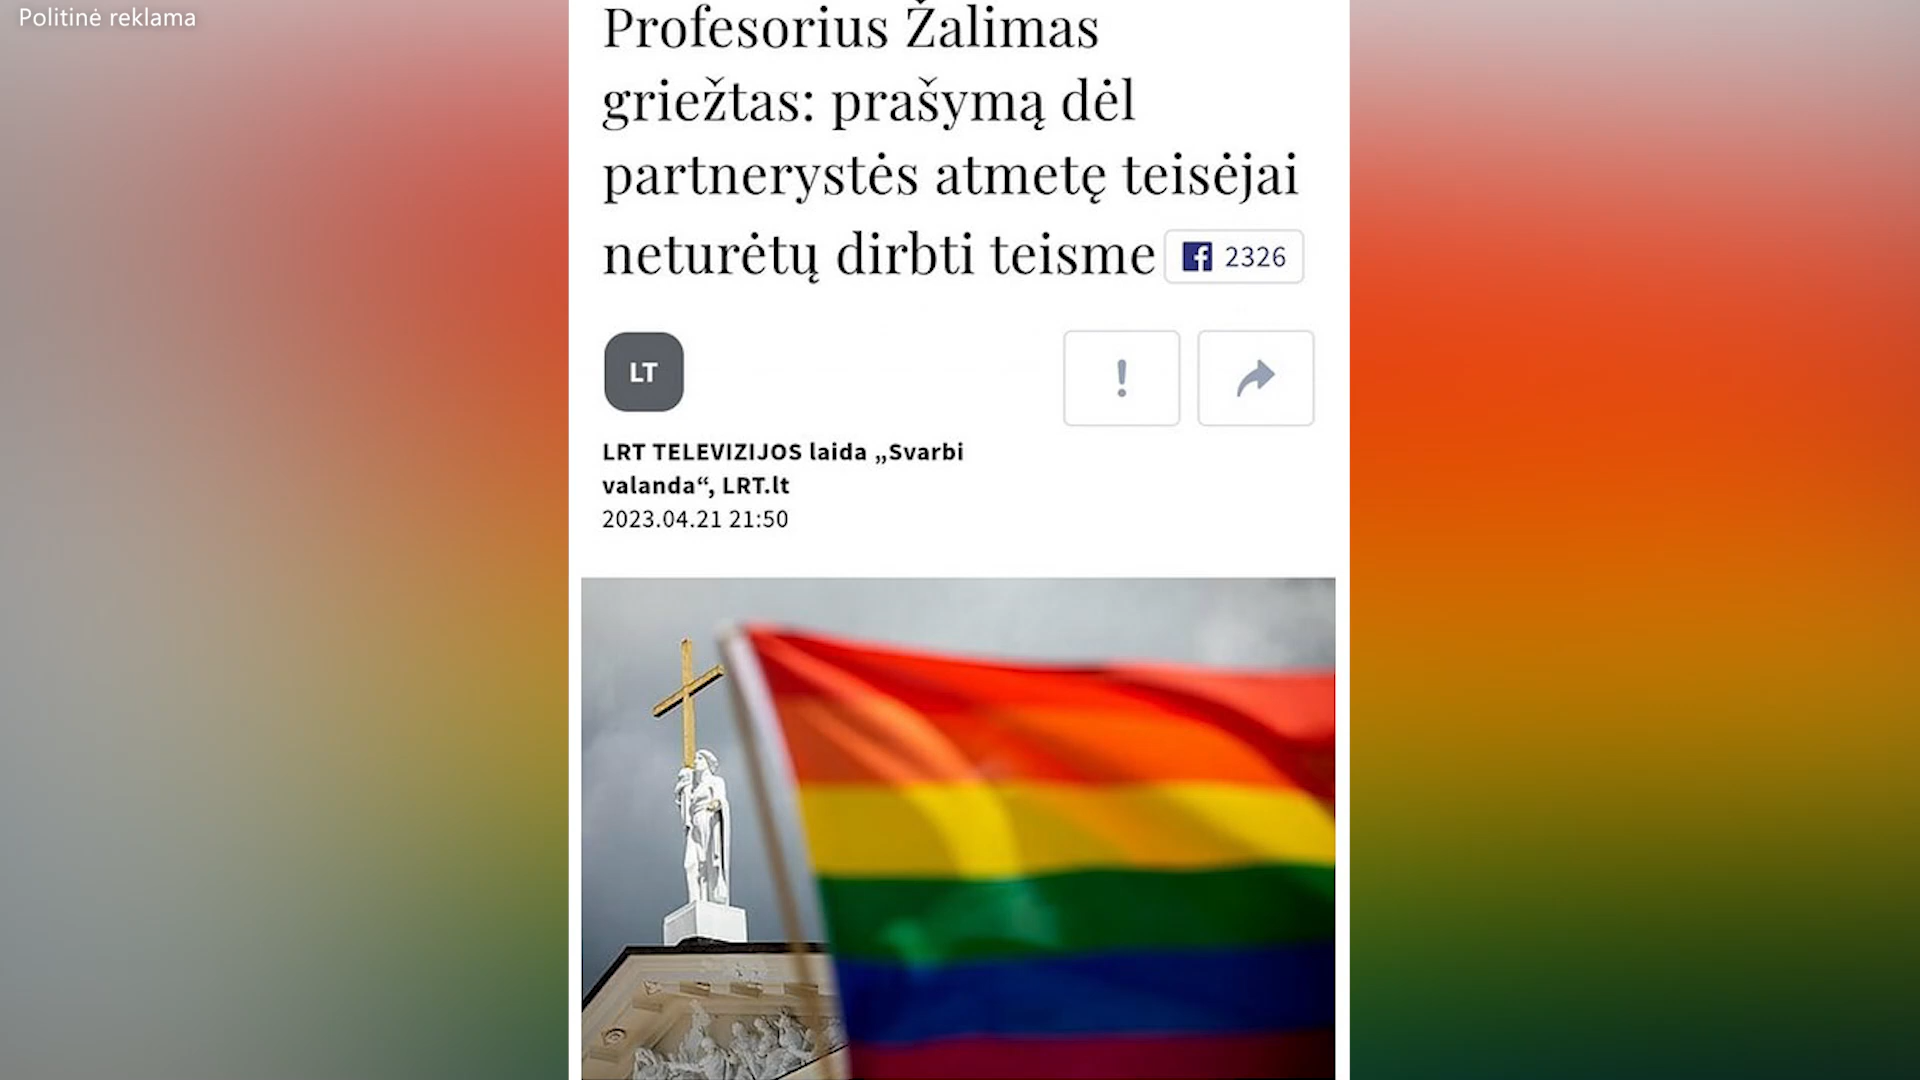 Politinė reklama
Profesorius Žalimas
griežtas: prašymą dėl
partnerystės atmetę teisėjai
neturėtų dirbti teisme 2326
LT
LRT TELEVIZIJOS laida „Svarbi
valanda“, LRT.lt
2023.04.21 21:50